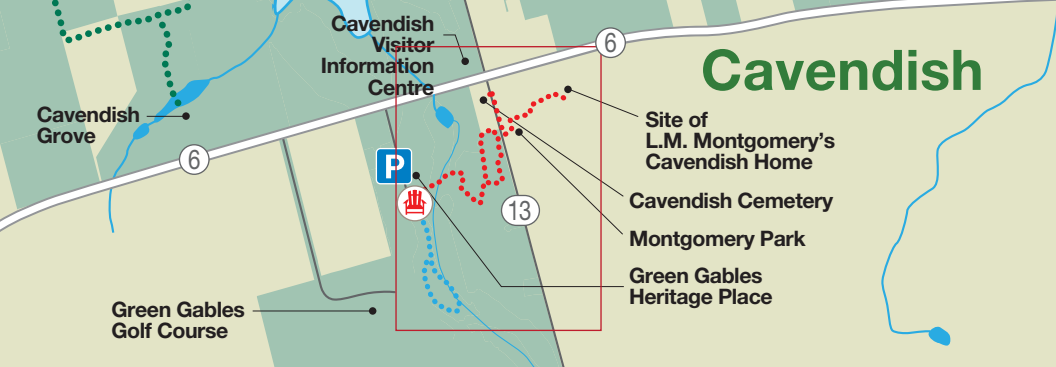 Cavendish
Visitor
Information
Centre
6
Cavendish
Cavendish
Grove
Site of
L.M. Montgomery's
Cavendish Home
6
P
Cavendish Cemetery
13
Montgomery Park
Green Gables
Heritage Place
Green Gables
Golf Course